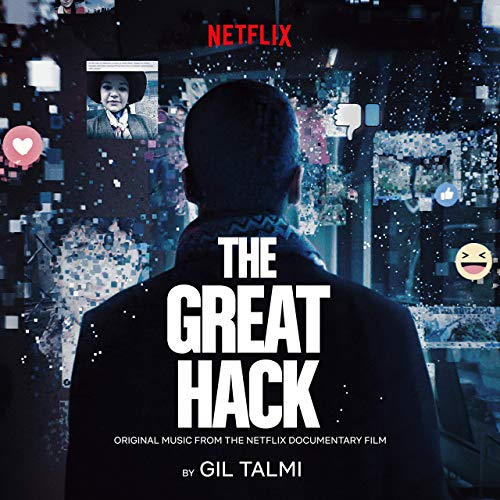 NETFLIX
THE
GREAT
HACK
ORIGINAL MUSIC FROM THE NETFLIX DOCUMENTARY FILM
BY GIL TALMI